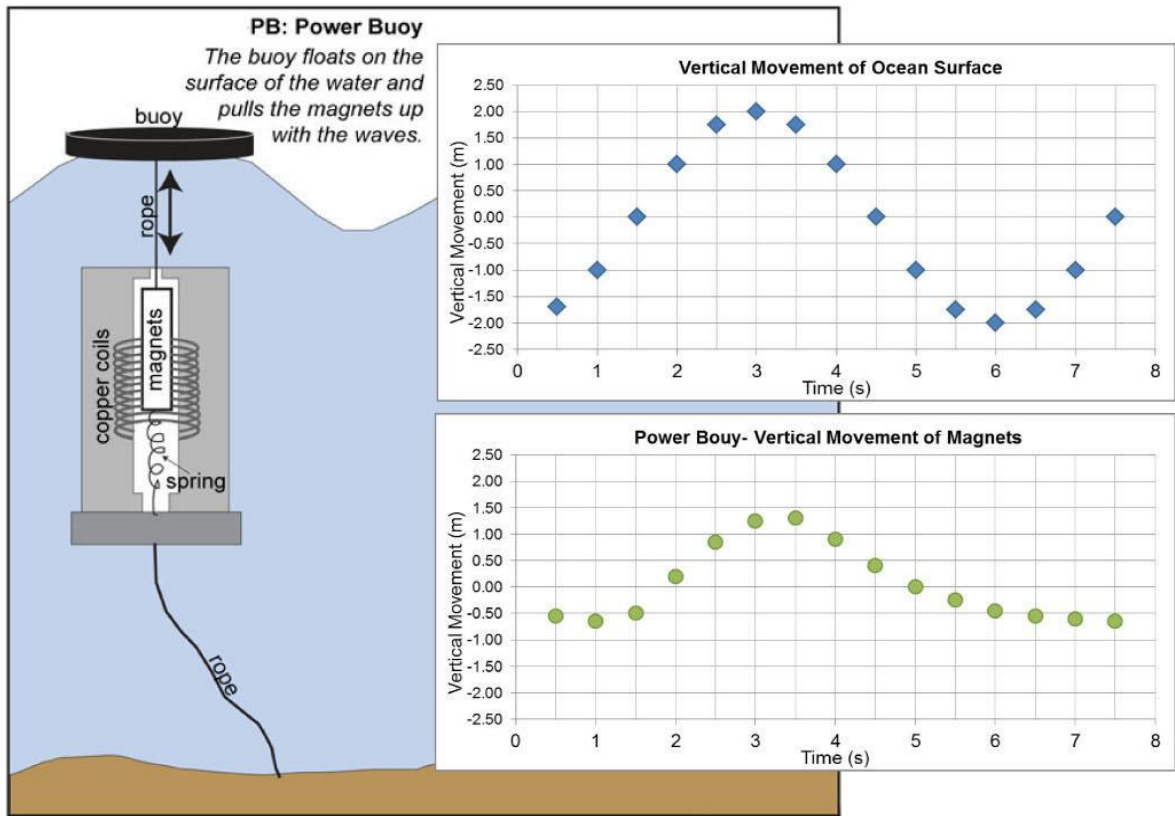 PB: Power Buoy
The buoy floats on the
surface of the water and
pulls the magnets up
with the waves.
buoy
rope
magnets
copper coils
spring
rope
Vertical Movement of Ocean Surface
Vertical Movement (m)
2.50
2.00
1.50
1.00
0.50
0.00
-0.50
-1.00
-1.50
-2.00
-2.50
0 1 2 3 4 5 6 7 8
Time (s)
Power Bouy- Vertical Movement of Magnets
Vertical Movement (m)
2.50
2.00
1.50
1.00
0.50
0.00
-0.50
-1.00
-1.50
-2.00
-2.50
0 1 2 3 4 5 6 7 8
Time (s)